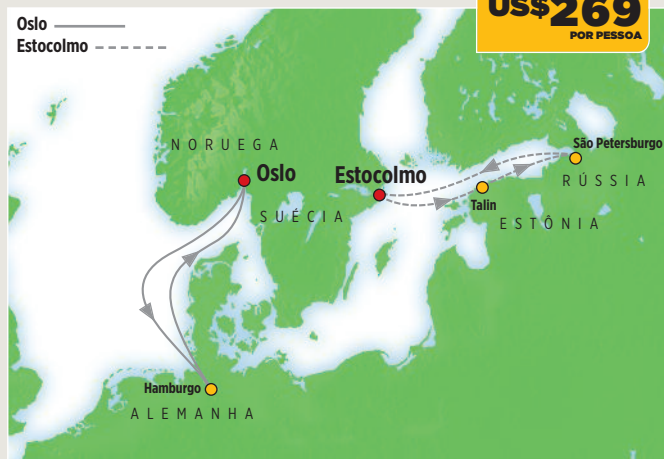 US$269
POR PESSOA
Oslo
Estocolmo
NORUEGA
Oslo
Estocolmo
São Petersburgo
RÚSSIA
SUÉCIA
Talin
ESTÔNIA
Hamburgo
ALEMANHA